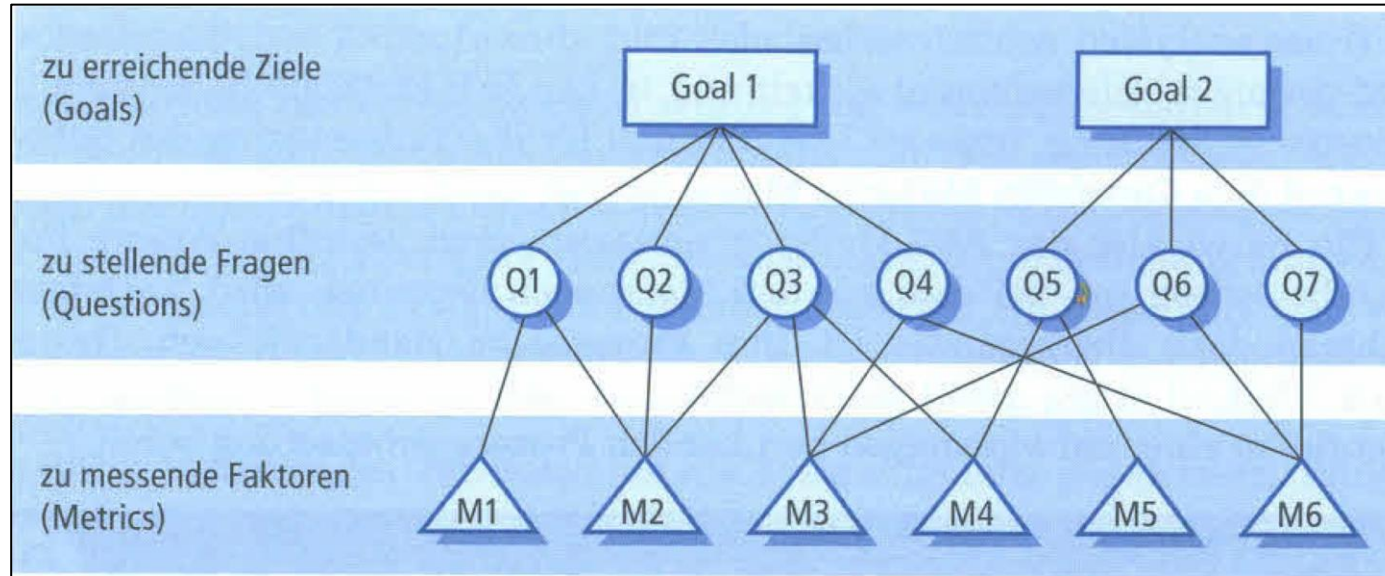 zu erreichende Ziele
(Goals)
Goal 1
Goal 2
zu stellende Fragen
(Questions)
Q1
Q2
Q3
Q4
Q5
Q6
Q7
zu messende Faktoren
(Metrics)
M1
M2
M3
M4
M5
M6